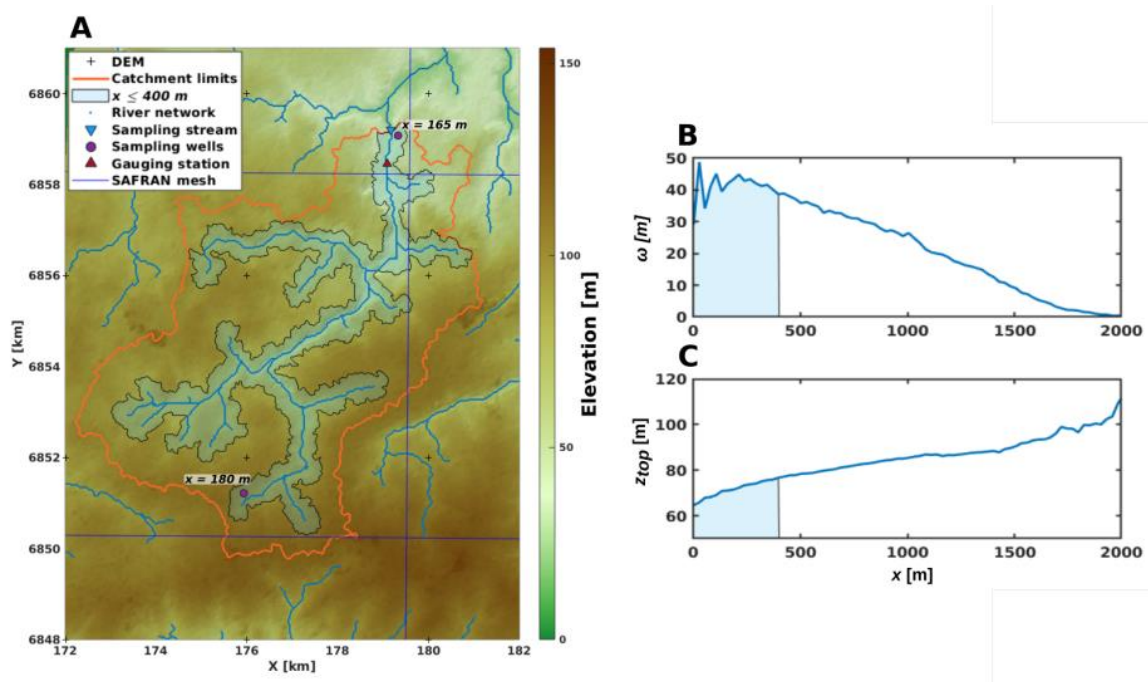 A
DEM
Catchment limits
x ≤ 400 m
River network
Sampling stream
Sampling wells
Gauging station
SAFRAN mesh
x = 165 m
x = 180 m
6860
6858
6856
6854
6852
6850
6848
Y [km]
172
174
176
178
180
182
X [km]
150
100
50
0
Elevation [m]
B
50
40
30
20
10
0
ω [m]
0
500
1000
1500
2000
C
120
100
80
60
ztop [m]
0
500
1000
1500
2000
x [m]